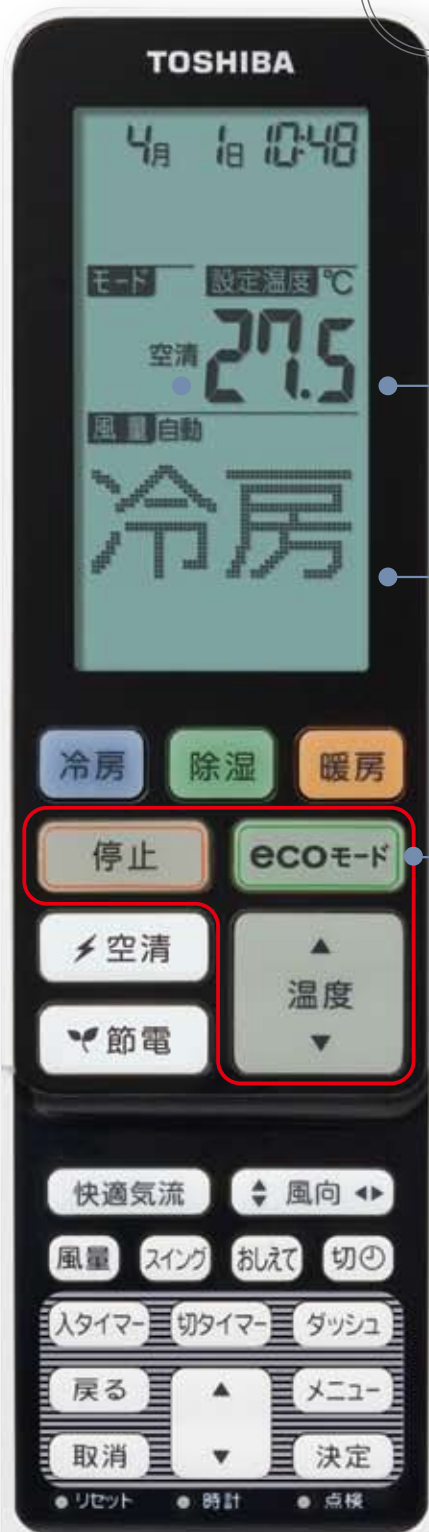 TOSHIBA
4月 1日 10:48
モード 設定温度 ℃
空清 27.5
風量 自動
冷房
冷房 除湿 暖房
停止 ecoモード
空清 ▲
温度
節電 ▼
快適気流 風向
風量 スイング おしえて 切
入タイマー 切タイマー ダッシュ
戻る ▲ メニュー
取消 ▼ 決定
リセット 時計 点検